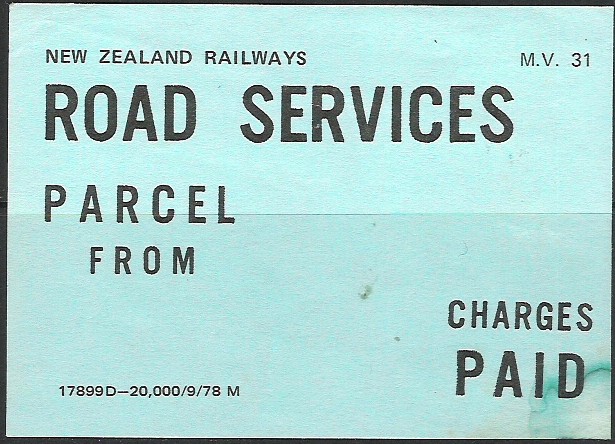 NEW ZEALAND RAILWAYS M.V. 31
ROAD SERVICES
PARCEL
FROM
CHARGES
PAID
17899D—20,000/9/78 M